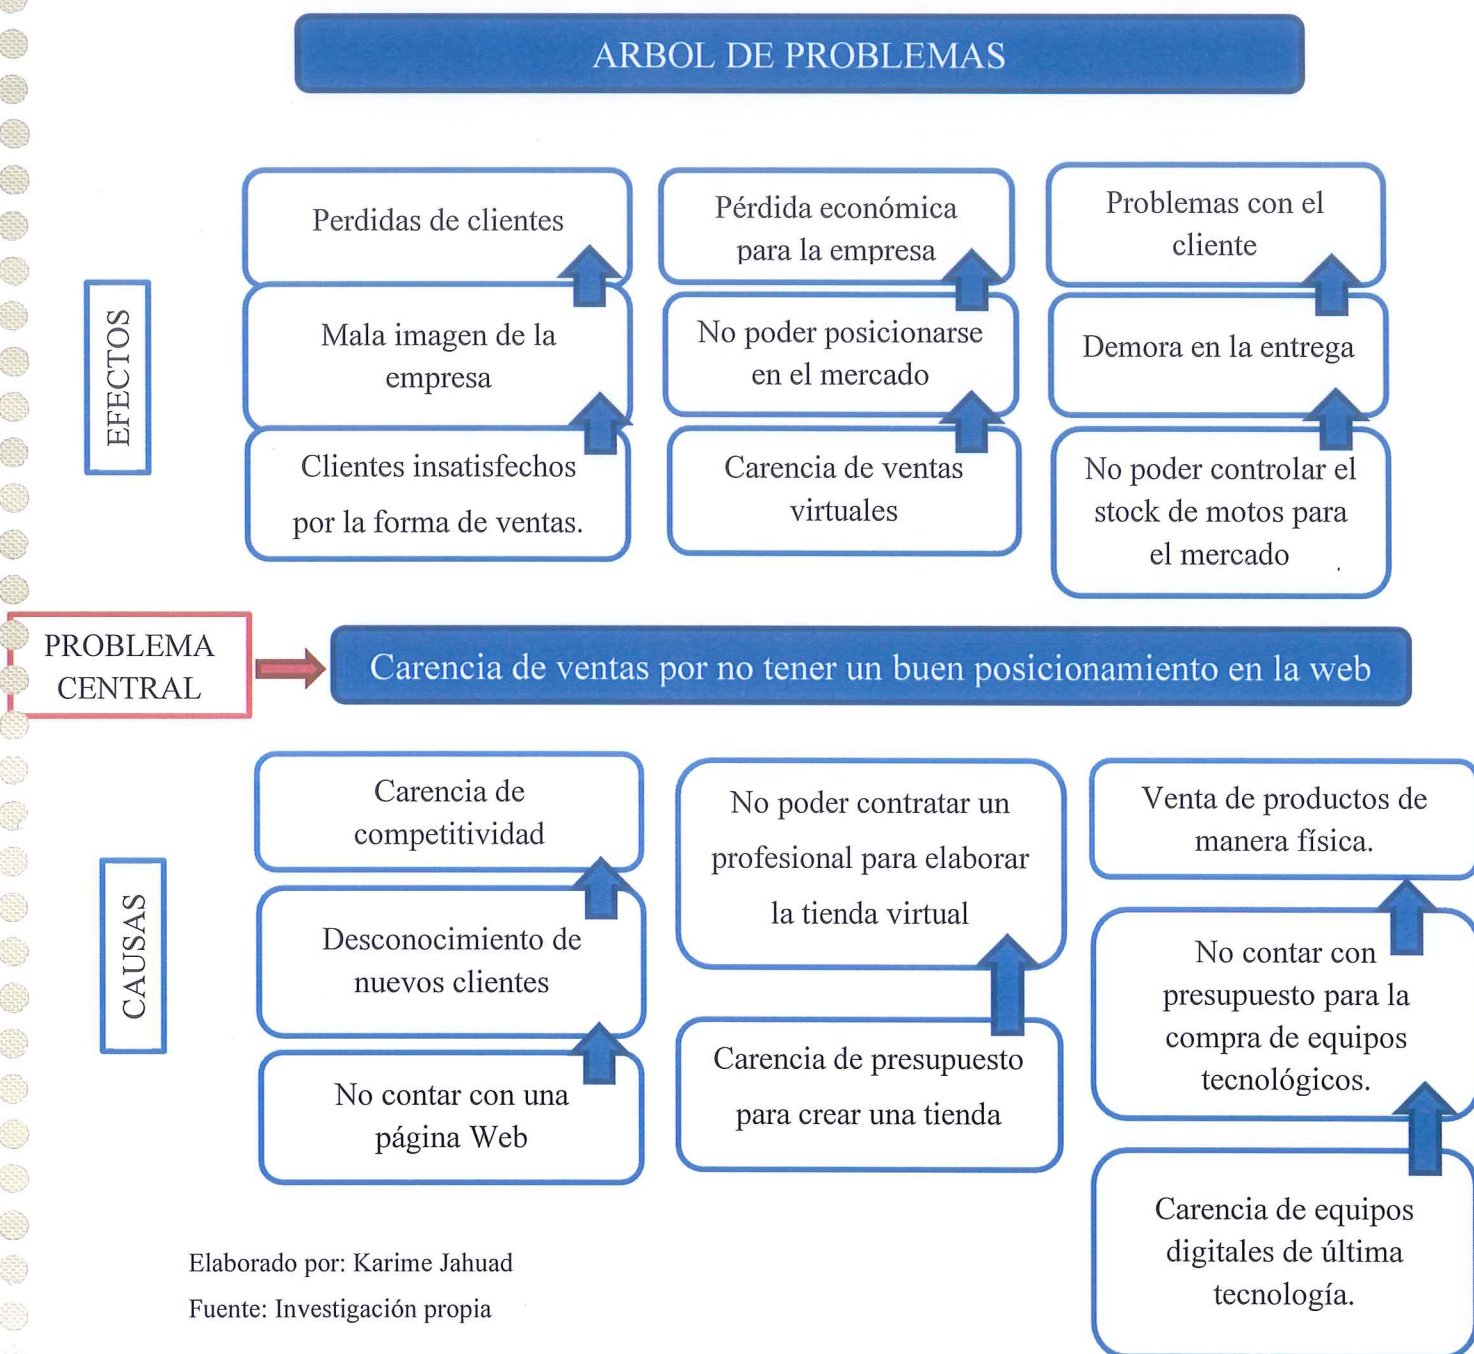 ARBOL DE PROBLEMAS
EFECTOS
Perdidas de clientes
Mala imagen de la
empresa
Clientes insatisfechos
por la forma de ventas.
Pérdida económica
para la empresa
No poder posicionarse
en el mercado
Carencia de ventas
virtuales
Problemas con el
cliente
Demora en la entrega
No poder controlar el
stock de motos para
el mercado
PROBLEMA
CENTRAL
Carencia de ventas por no tener un buen posicionamiento en la web
CAUSAS
Carencia de
competitividad
Desconocimiento de
nuevos clientes
No contar con una
página Web
No poder contratar un
profesional para elaborar
la tienda virtual
Carencia de presupuesto
para crear una tienda
Venta de productos de
manera física.
No contar con
presupuesto para la
compra de equipos
tecnológicos.
Carencia de equipos
digitales de última
tecnología.
Elaborado por: Karime Jahuad
Fuente: Investigación propia